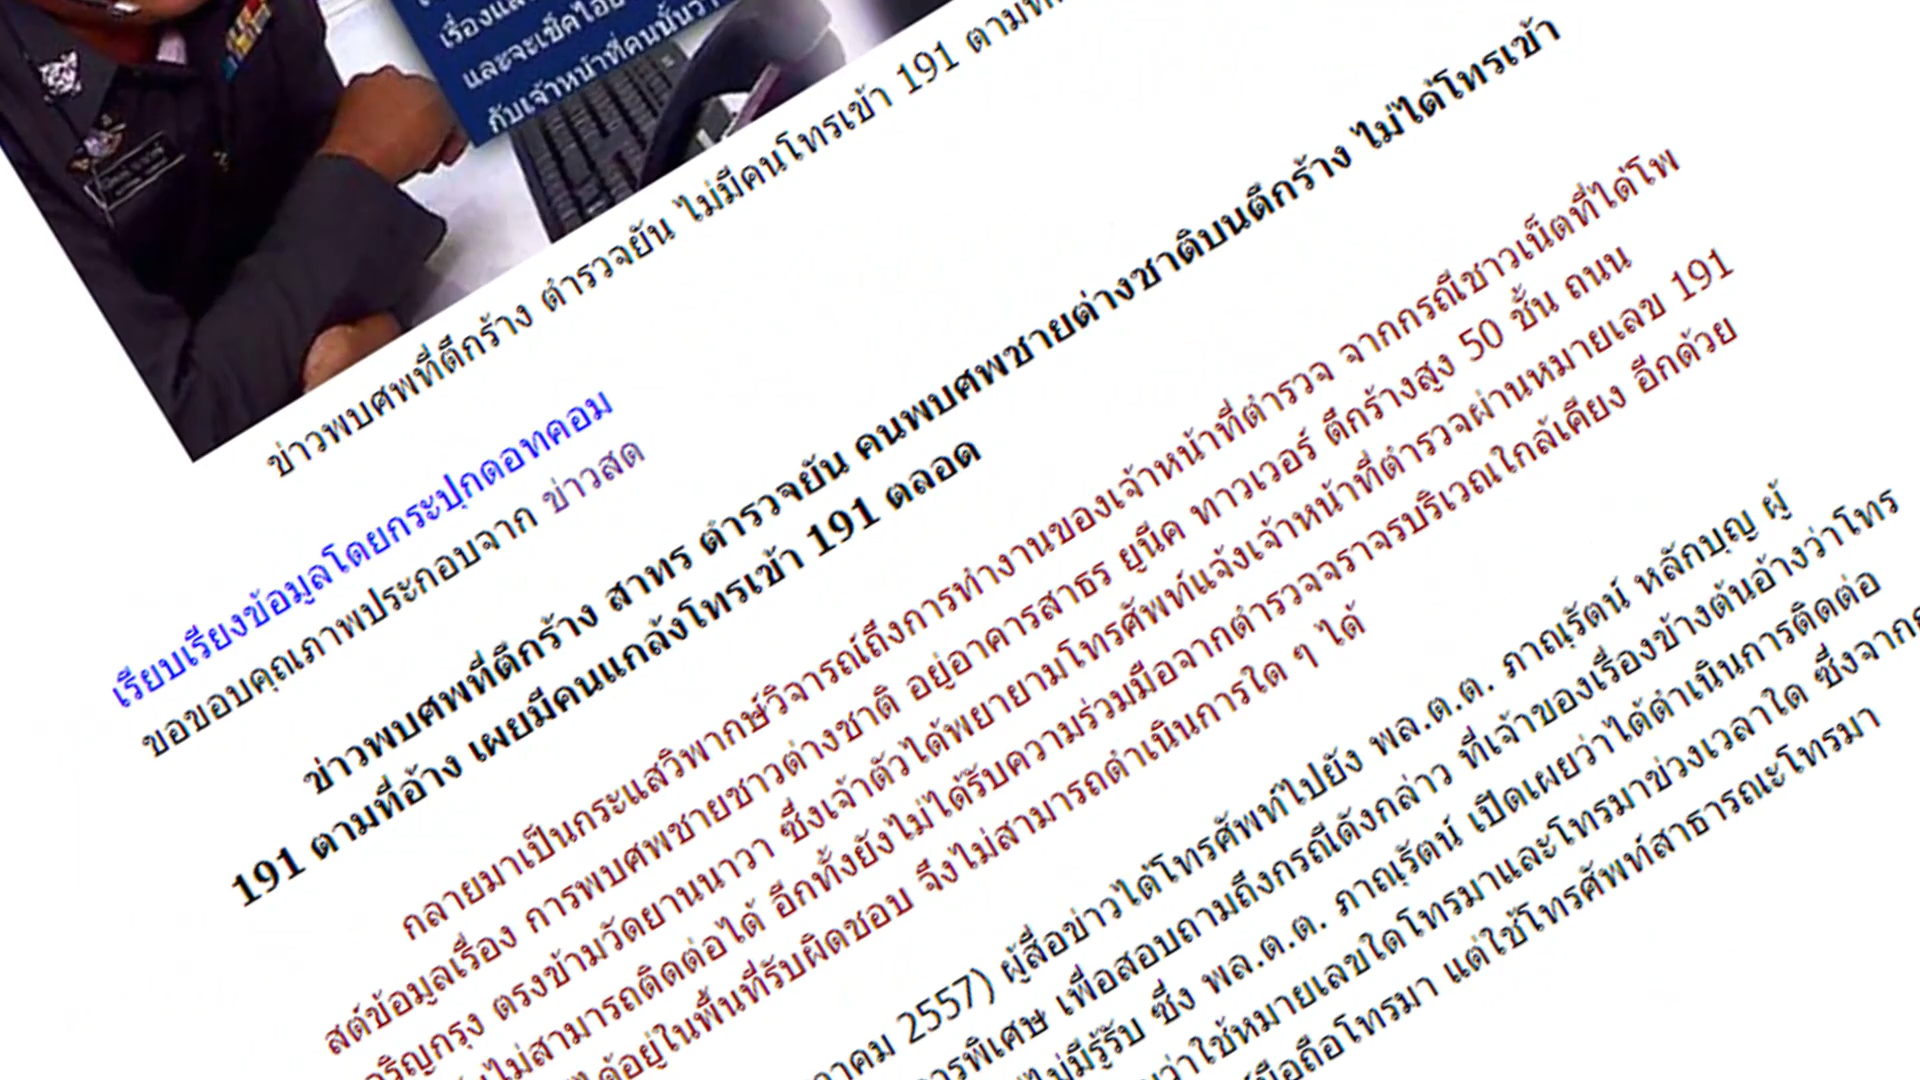 และจะเช็คไอ
กับเจ้าหน้าที่คนนั้นว่า
ข่าวพบศพที่ตึกร้าง ตำรวจยัน ไม่มีคนโทรเข้า 191
เรียบเรียงข้อมูลโดยกระปุกดอทคอม
ขอขอบคุณภาพประกอบจาก ข่าวสด
ข่าวพบศพที่ตึกร้าง สาทร ตำรวจยัน คนพบศพชายต่างชาติบนตึกร้าง ไม่ได้โทรเข้า
191 ตามที่อ้าง เผยมีคนแกล้งโทรเข้า 191 ตลอด
กลายมาเป็นกระแสวิพากษ์วิจารณ์ถึงการทำงานของเจ้าหน้าที่ตำรวจ จากกรณีชาวเน็ตที่ได้โพ
สต์ข้อมูลเรื่อง การพบศพชายชาวต่างชาติ อยู่อาคารสาธร ยูนีค ทาวเวอร์ ตึกร้างสูง 50 ชั้น ถนน
จริญกรุง ตรงข้ามวัดยานนาวา ซึ่งเจ้าตัวได้พยายามโทรศัพท์แจ้งเจ้าหน้าที่ตำรวจผ่านหมายเลข 191
ไม่สามารถติดต่อได้ อีกทั้งยังไม่ได้รับความร่วมมือจากตำรวจจราจรบริเวณใกล้เคียง อีกด้วย
ได้อยู่ในพื้นที่รับผิดชอบ จึงไม่สามารถดำเนินการใด ๆ ได้
าคม 2557) ผู้สื่อข่าวได้โทรศัพท์ไปยัง พล.ต.ต. ภาณุรัตน์ หลักบุญ ผู้
การพิเศษ เพื่อสอบถามถึงกรณีดังกล่าว ที่เจ้าของเรื่องข้างต้นอ้างว่าโทร
ไม่มีรู้รับ ซึ่ง พล.ต.ต. ภาณุรัตน์ เปิดเผยว่าได้ดำเนินการติดต่อ
ว่าใช้หมายเลขใดโทรมาและโทรมาช่วงเวลาใด ซึ่งจาก
มือถือโทรมา แต่ใช้โทรศัพท์สาธารณะโทรมา